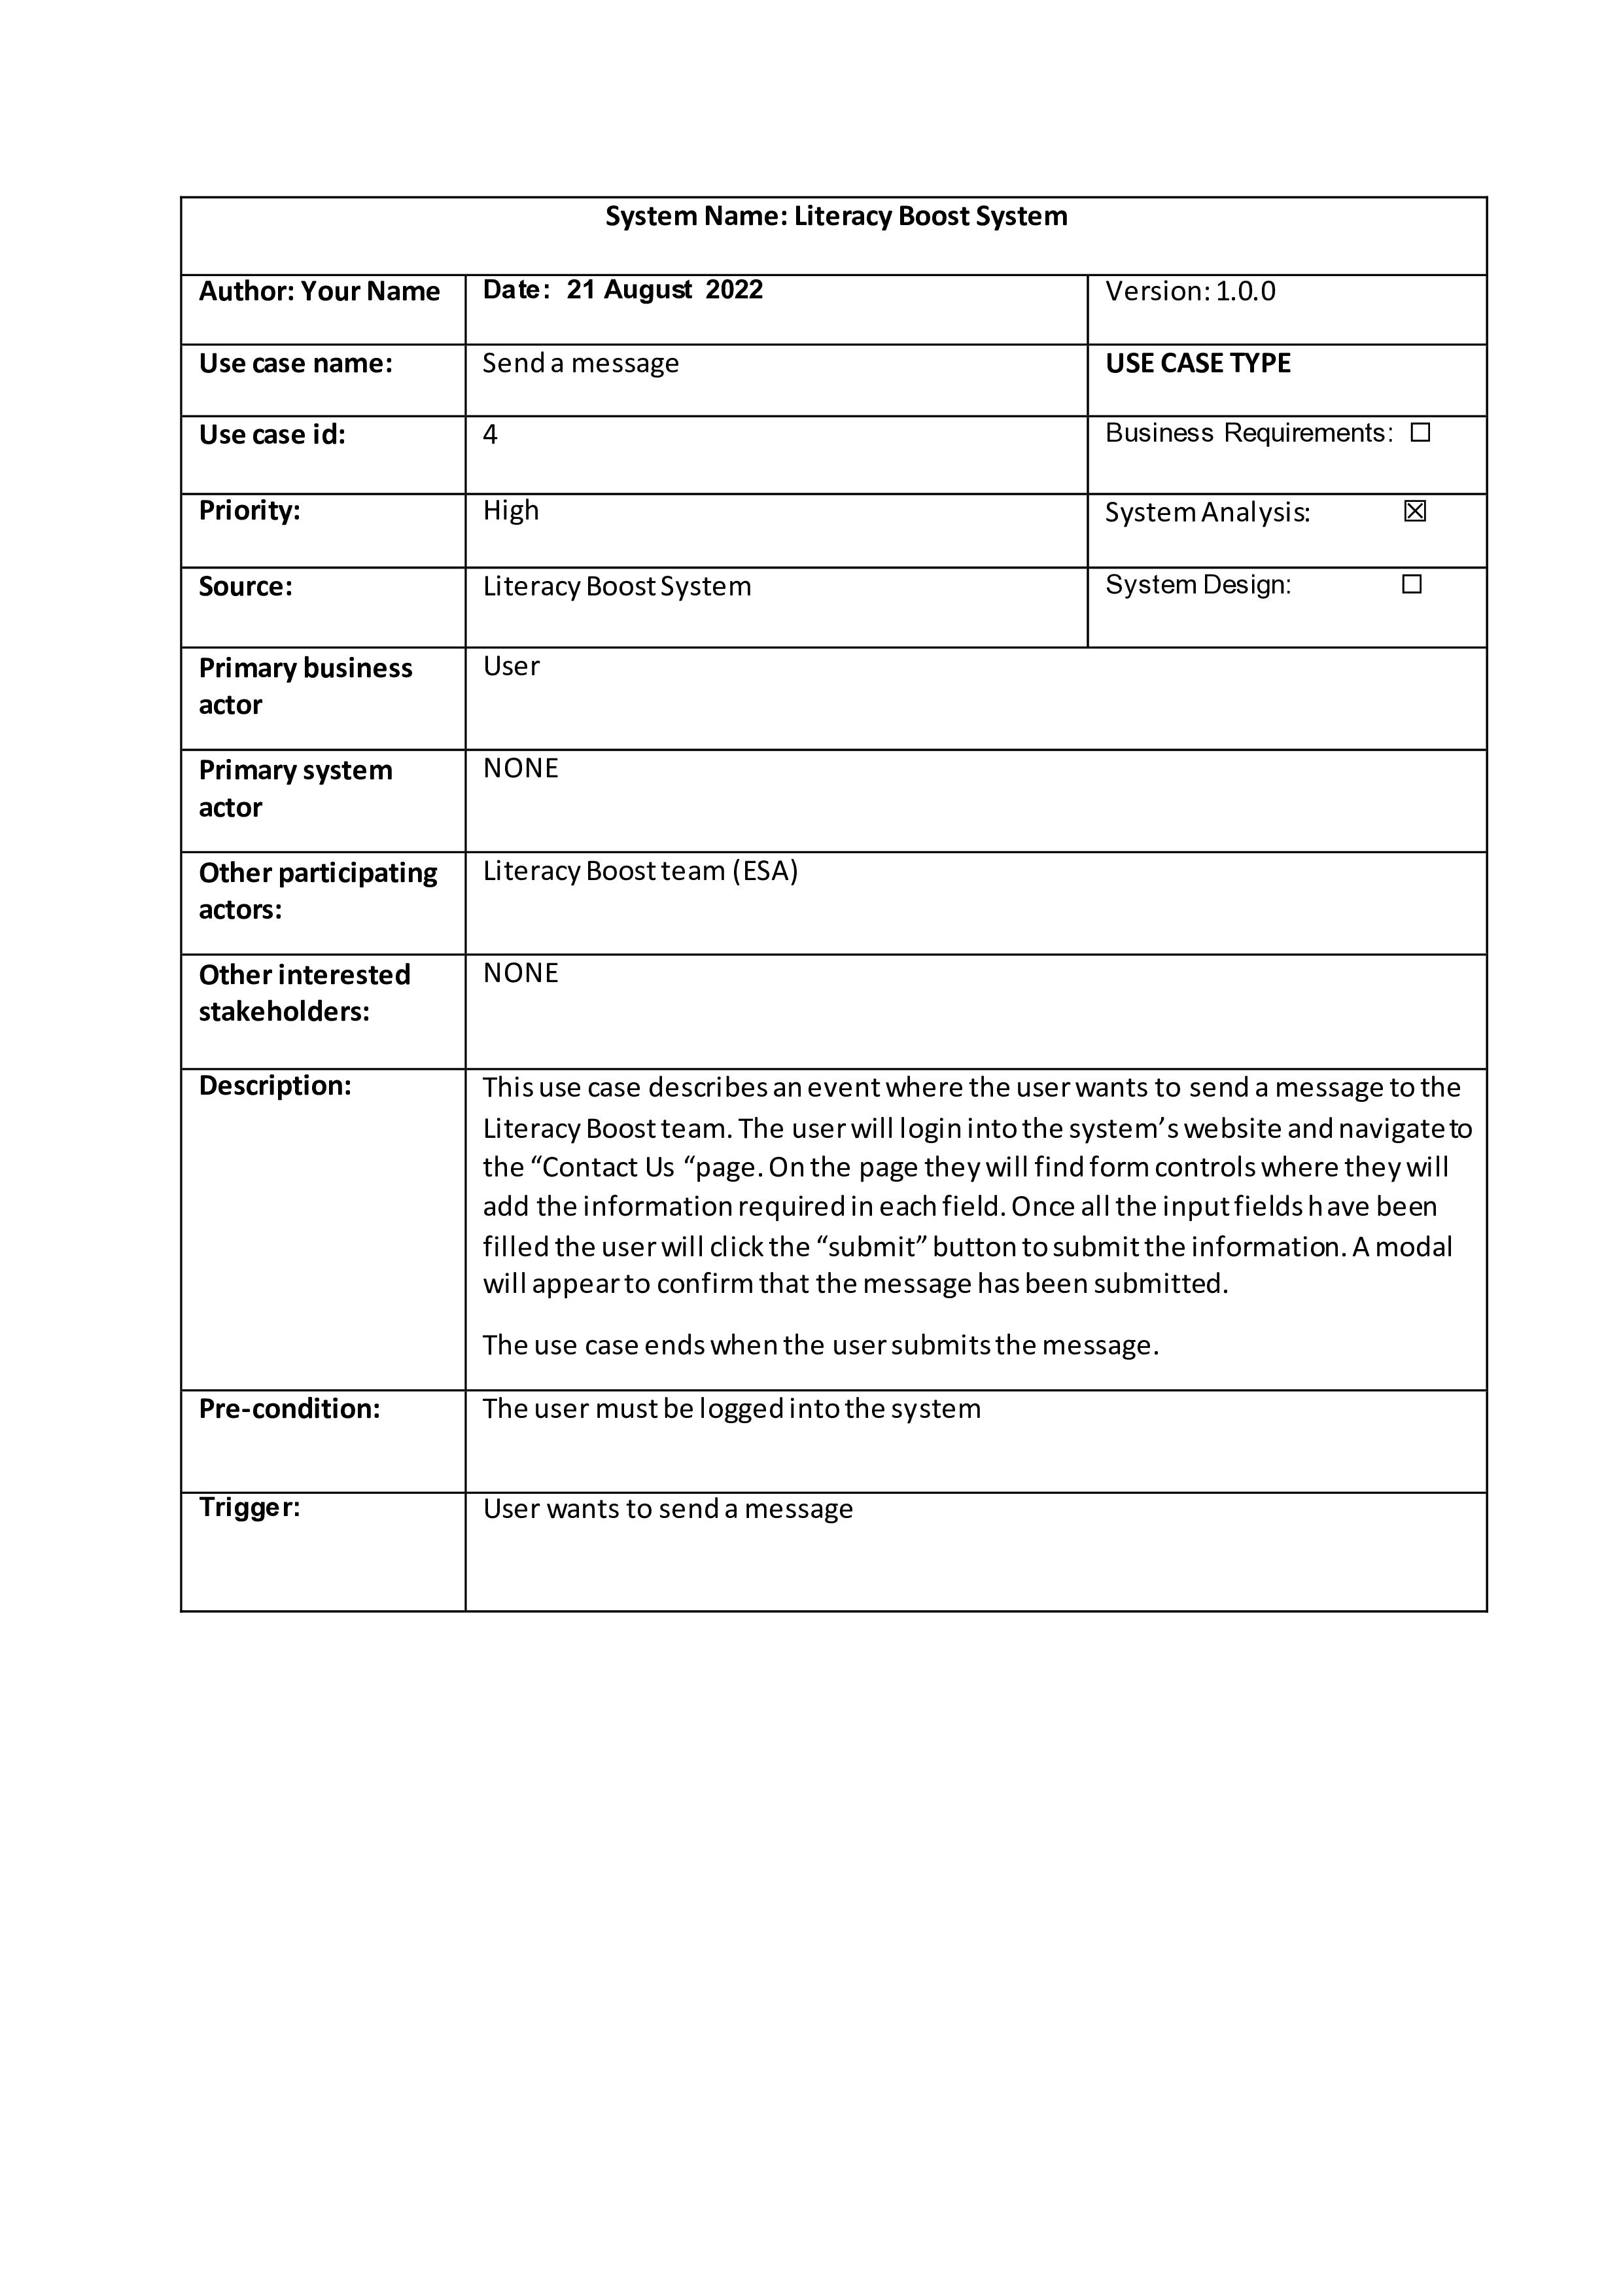 System Name: Literacy Boost System
Author: Your Name
Date: 21 August 2022
Version: 1.0.0
Use case name:
Send a message
USE CASE TYPE
Use case id:
4
Business Requirements: ☐
Priority:
High
System Analysis: ☒
Source:
Literacy Boost System
System Design: ☐
Primary business
actor
User
Primary system
actor
NONE
Other participating
actors:
Literacy Boost team (ESA)
Other interested
stakeholders:
NONE
Description:
This use case describes an event where the user wants to send a message to the
Literacy Boost team. The user will login into the system’s website and navigate to
the “Contact Us “page. On the page they will find form controls where they will
add the information required in each field. Once all the input fields have been
filled the user will click the “submit” button to submit the information. A modal
will appear to confirm that the message has been submitted.
The use case ends when the user submits the message.
Pre-condition:
The user must be logged into the system
Trigger:
User wants to send a message